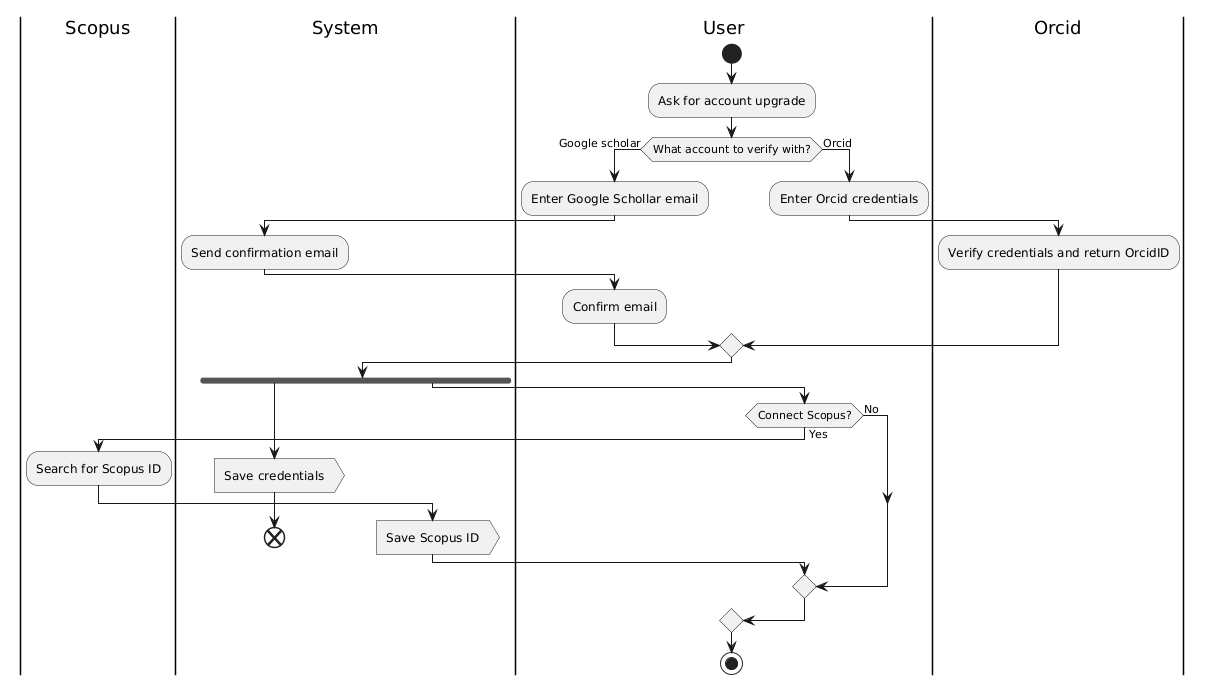 Scopus
System
User
Orcid
Ask for account upgrade
Google scholar
What account to verify with?
Orcid
Enter Google Schollar email
Enter Orcid credentials
Send confirmation email
Verify credentials and return OrcidID
Confirm email
Connect Scopus?
No
Yes
Search for Scopus ID
Save credentials
Save Scopus ID